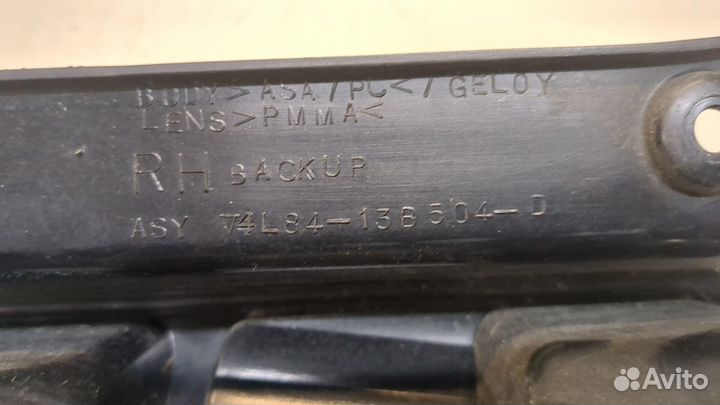 BODY>ASA/PC</GELOY
LENS>PMMA<
RH BACKUP
ASY 74L84-13B504-D
Avito